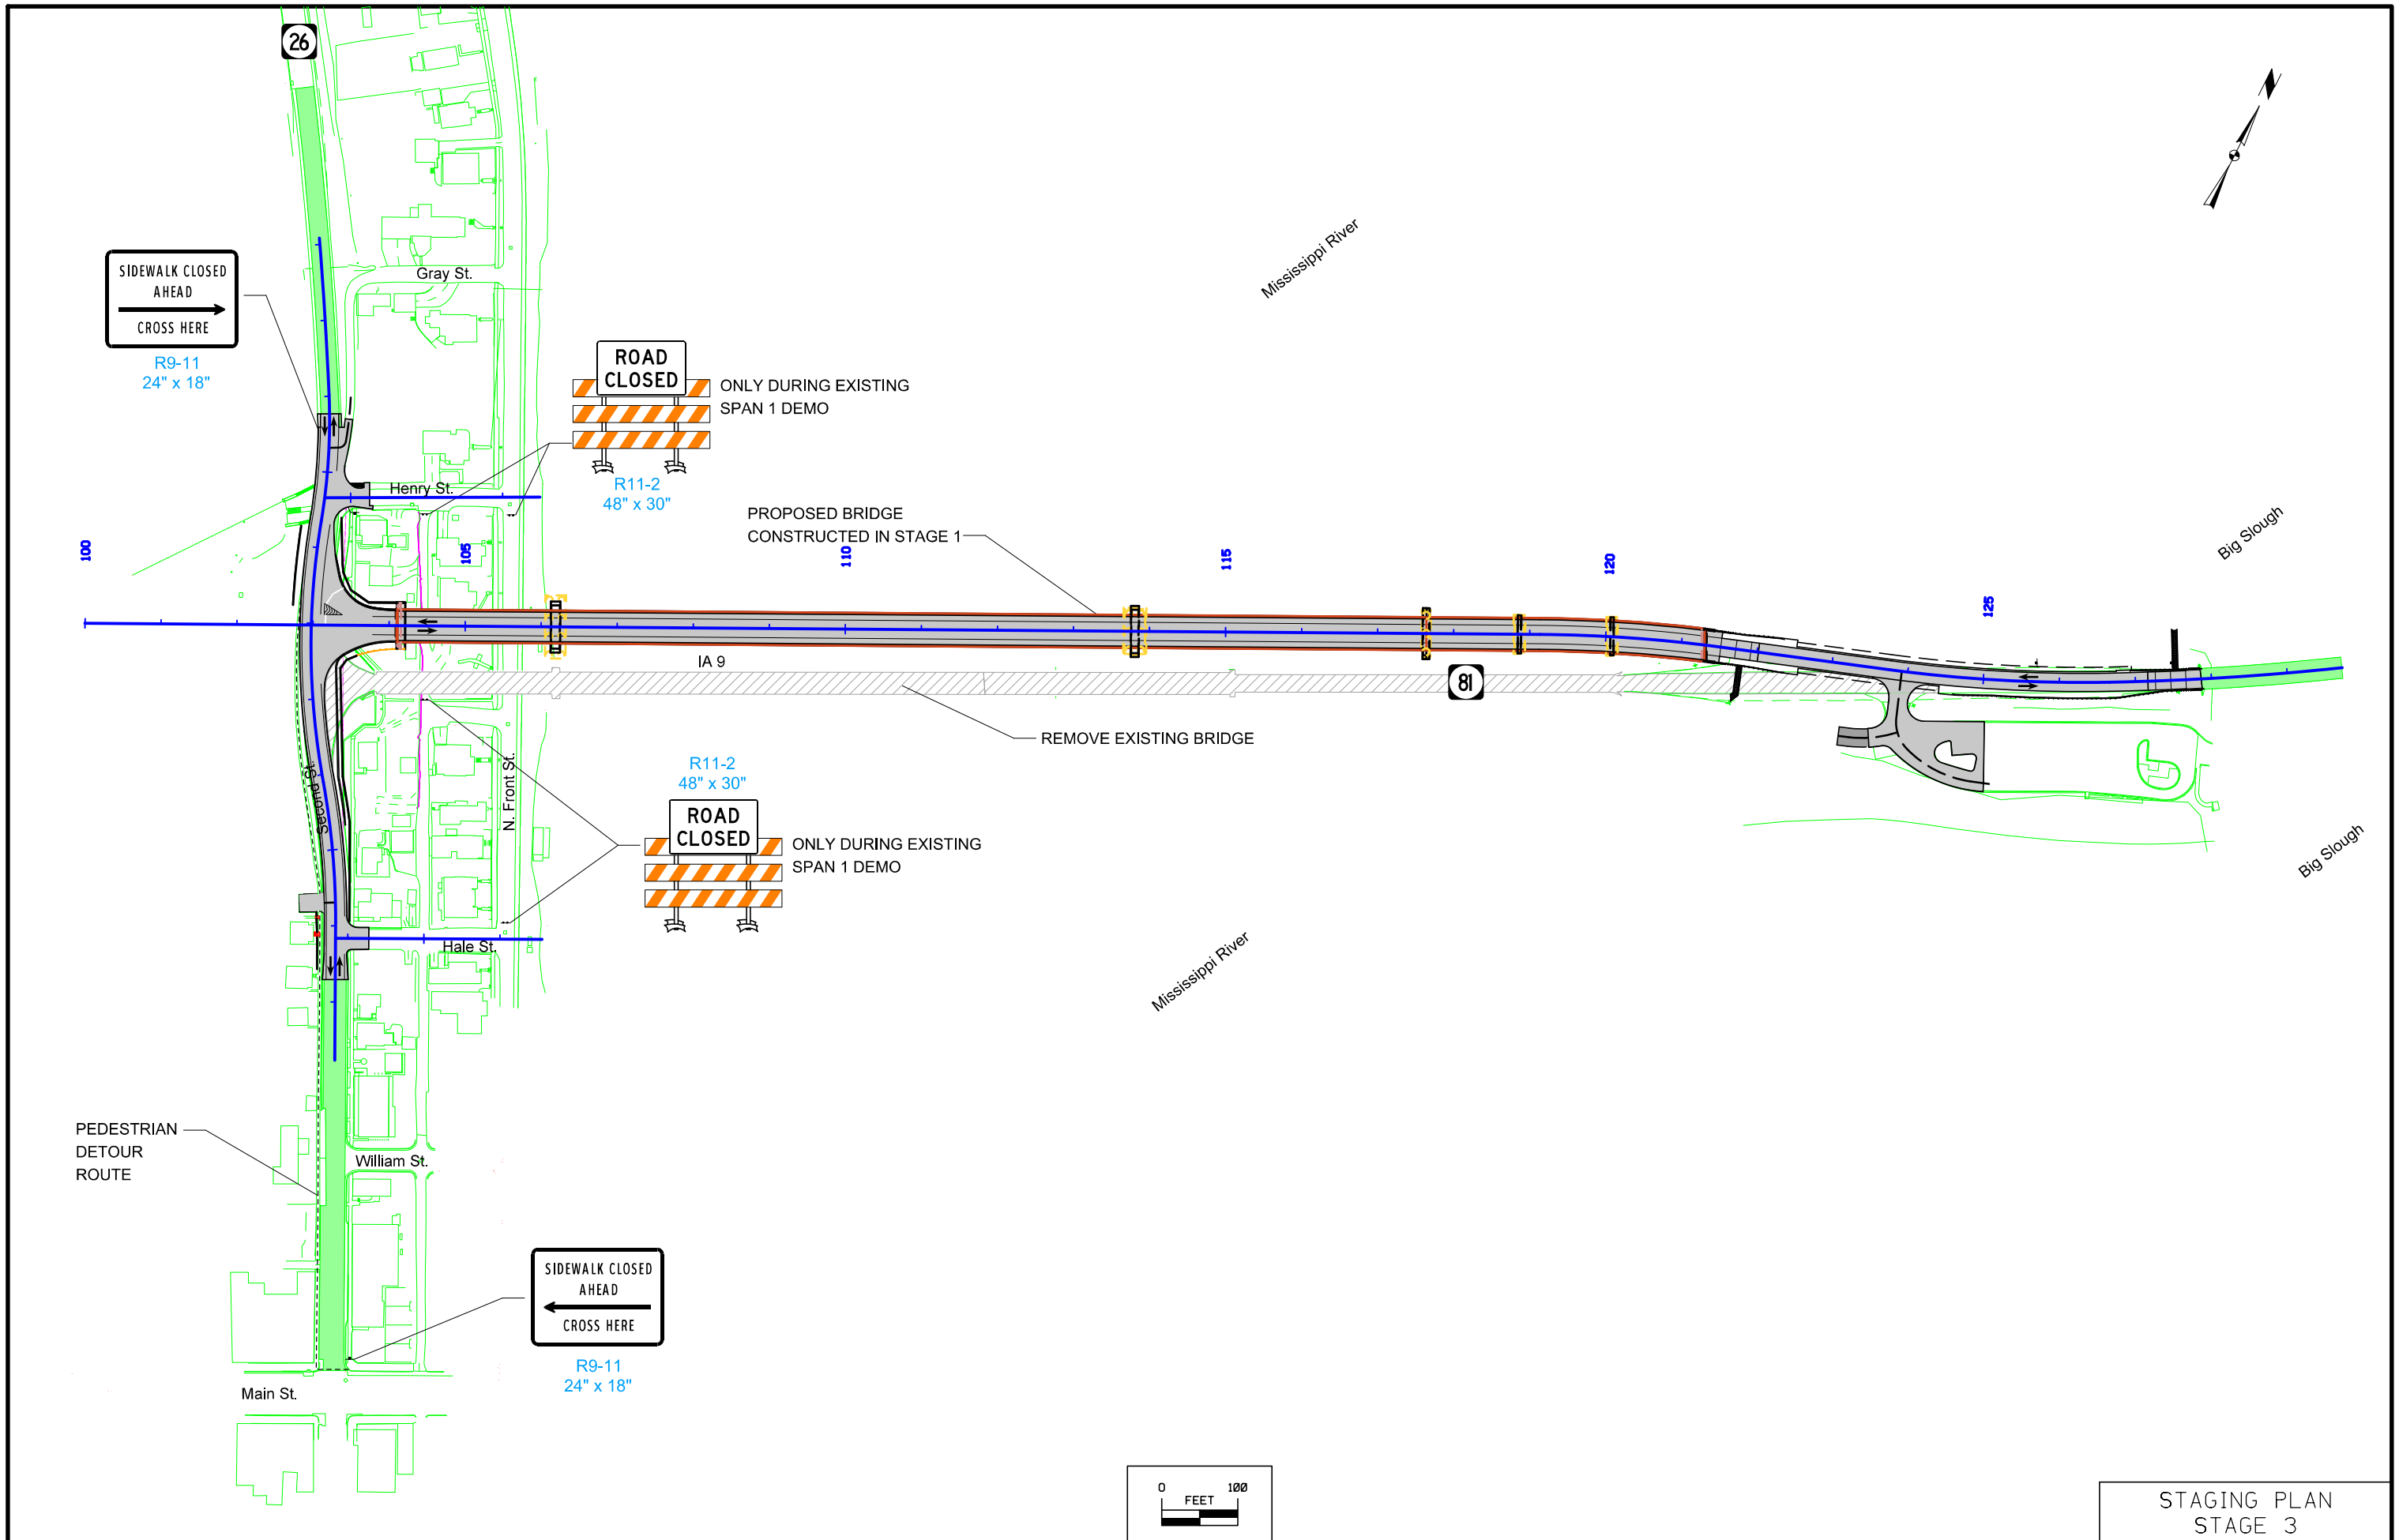 26
N
Mississippi River
SIDEWALK CLOSED
AHEAD
CROSS HERE
R9-11
24" x 18"
Gray St.
ROAD
CLOSED
ONLY DURING EXISTING
SPAN 1 DEMO
R11-2
48" x 30"
Henry St.
PROPOSED BRIDGE
CONSTRUCTED IN STAGE 1
Big Slough
100
105
110
115
120
125
IA 9
81
REMOVE EXISTING BRIDGE
Second St.
N. Front St.
R11-2
48" x 30"
ROAD
CLOSED
ONLY DURING EXISTING
SPAN 1 DEMO
Big Slough
Hale St.
Mississippi River
PEDESTRIAN
DETOUR
ROUTE
William St.
SIDEWALK CLOSED
AHEAD
CROSS HERE
R9-11
24" x 18"
Main St.
0 100
FEET
STAGING PLAN
STAGE 3